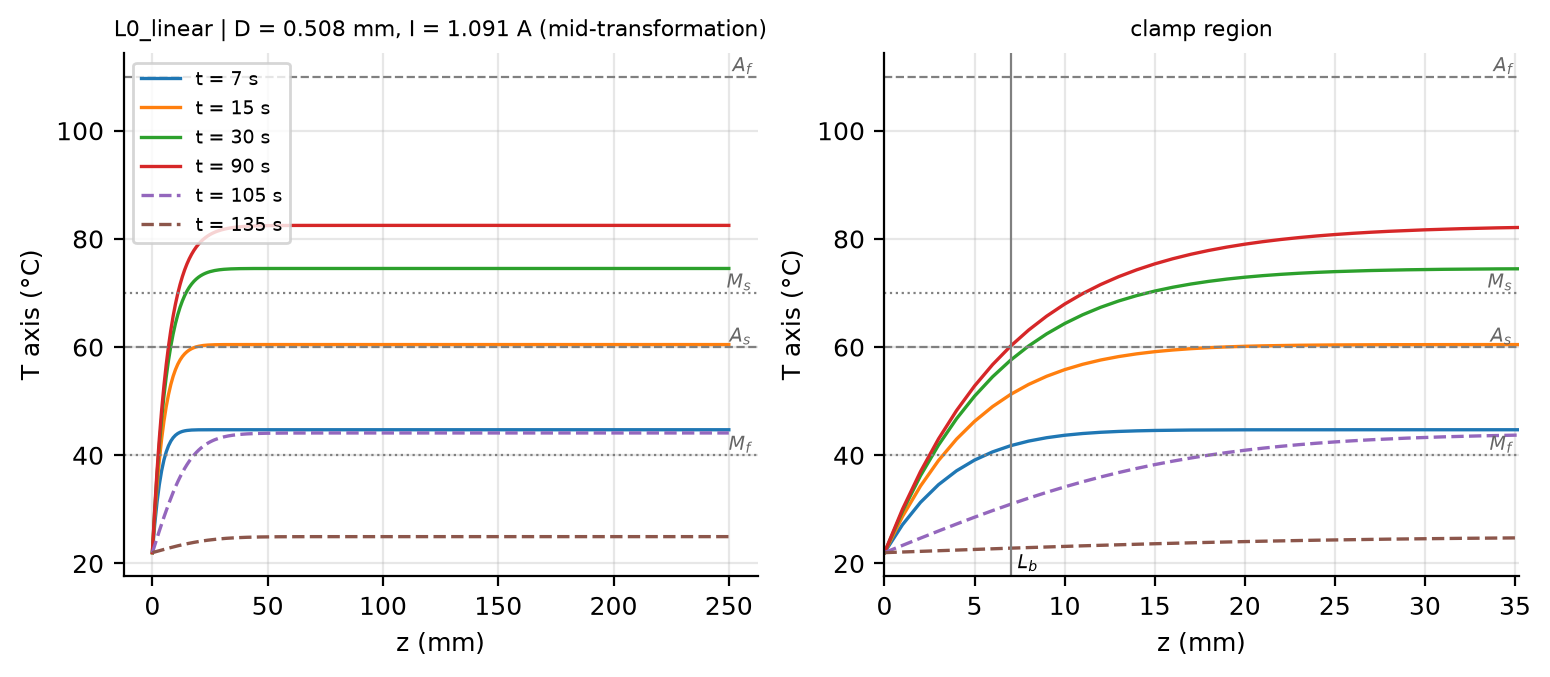 L0_linear | D = 0.508 mm, I = 1.091 A (mid-transformation)
t = 7 s
t = 15 s
t = 30 s
t = 90 s
t = 105 s
t = 135 s
A_f
M_s
A_s
M_f
100
80
60
40
20
T axis (°C)
0 50 100 150 200 250
z (mm)
clamp region
A_f
M_s
A_s
M_f
L_b
100
80
60
40
20
T axis (°C)
0 5 10 15 20 25 30 35
z (mm)